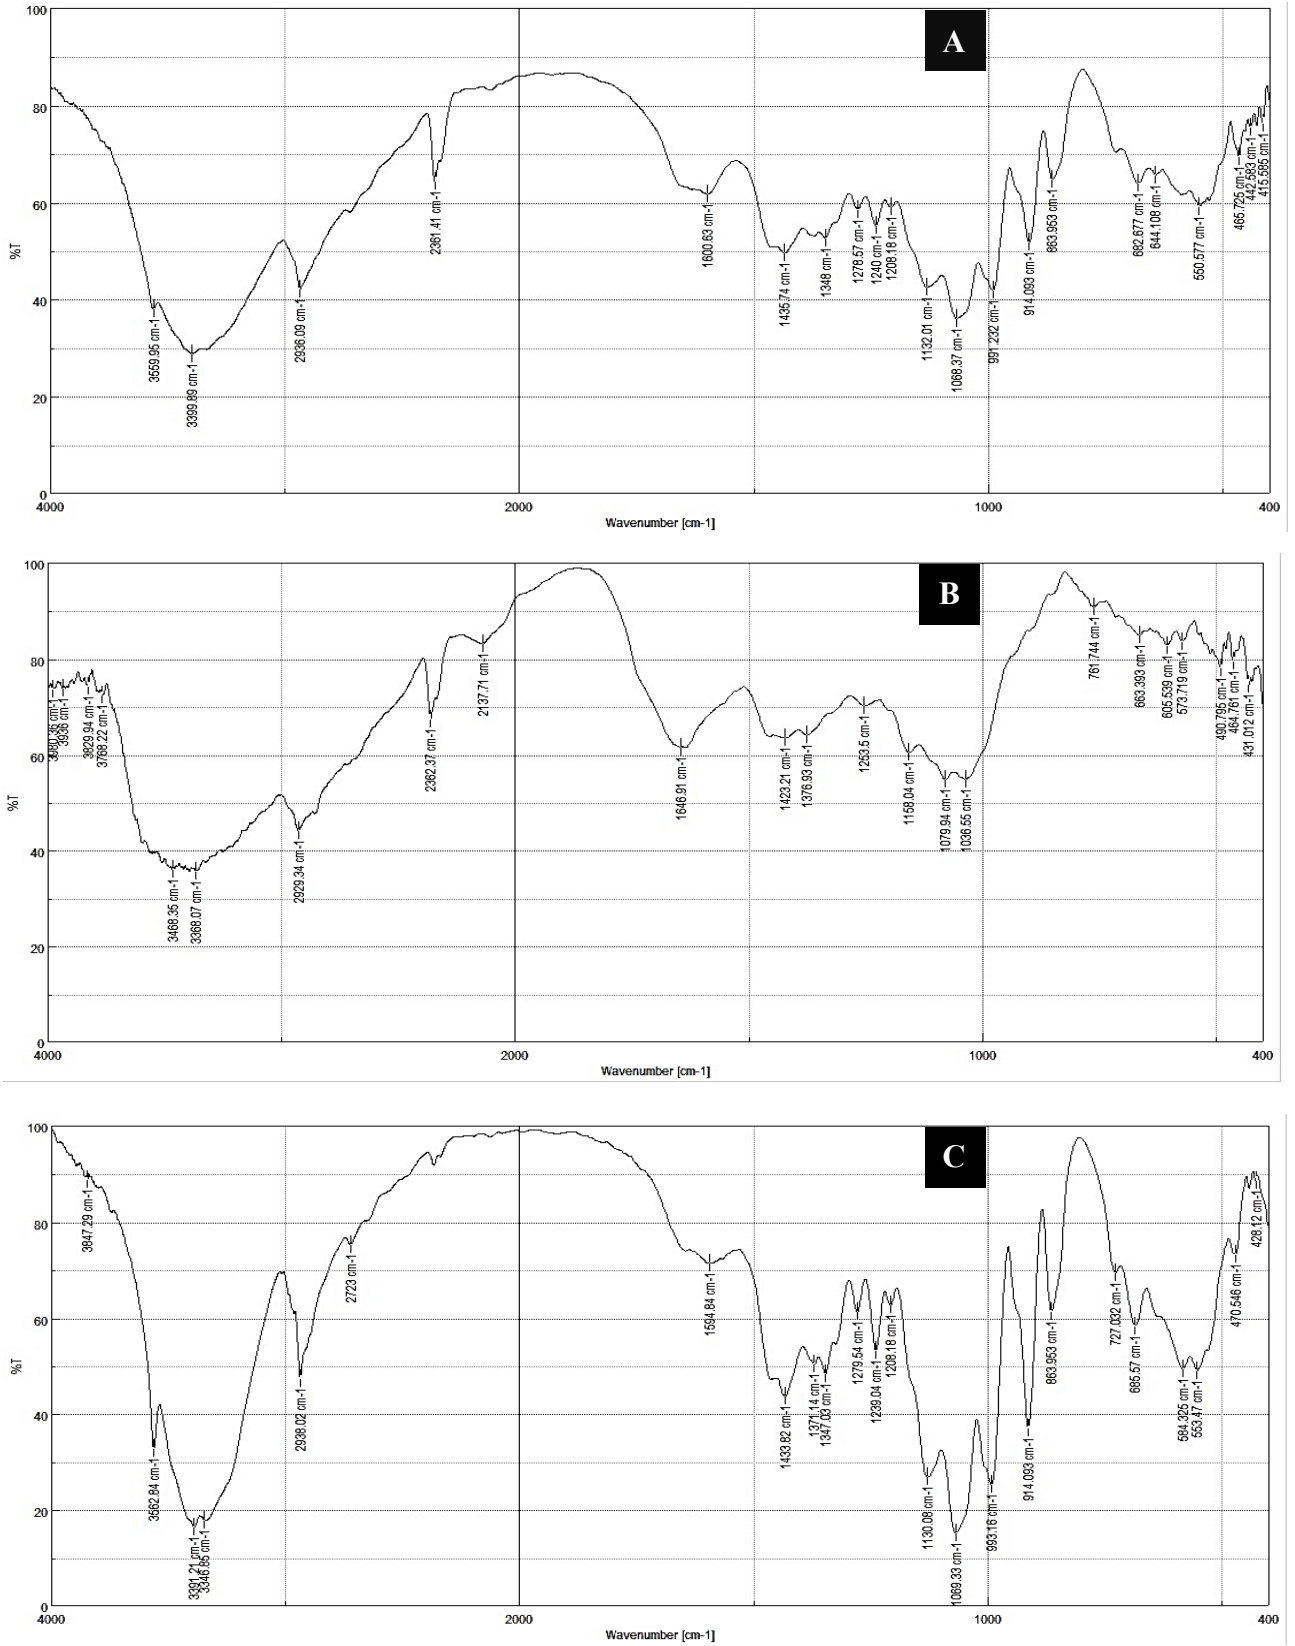 A
100
80
60
40
20
0
%T
3559.95 cm-1
3399.89 cm-1
2936.09 cm-1
2361.41 cm-1
1600.63 cm-1
1435.74 cm-1
1348 cm-1
1278.57 cm-1
1240 cm-1
1208.18 cm-1
1132.01 cm-1
1068.37 cm-1
991.232 cm-1
914.093 cm-1
863.953 cm-1
682.677 cm-1
644.108 cm-1
550.577 cm-1
465.725 cm-1
442.583 cm-1
415.585 cm-1
4000
2000
1000
400
Wavenumber [cm-1]
B
100
80
60
40
20
0
%T
3980.36 cm-1
3936 cm-1
3829.94 cm-1
3768.22 cm-1
3468.35 cm-1
3368.07 cm-1
2929.34 cm-1
2362.37 cm-1
2137.71 cm-1
1646.91 cm-1
1423.21 cm-1
1376.93 cm-1
1253.5 cm-1
1158.04 cm-1
1079.94 cm-1
1036.55 cm-1
761.744 cm-1
663.393 cm-1
605.539 cm-1
573.719 cm-1
490.795 cm-1
464.761 cm-1
431.012 cm-1
4000
2000
1000
400
Wavenumber [cm-1]
C
100
80
60
40
20
0
%T
3847.29 cm-1
3562.84 cm-1
3391.21 cm-1
3346.85 cm-1
2938.02 cm-1
2723 cm-1
1594.84 cm-1
1433.82 cm-1
1371.14 cm-1
1347.03 cm-1
1279.54 cm-1
1239.04 cm-1
1208.18 cm-1
1130.08 cm-1
1069.33 cm-1
993.16 cm-1
914.093 cm-1
863.953 cm-1
727.032 cm-1
685.57 cm-1
584.325 cm-1
553.47 cm-1
470.546 cm-1
428.12 cm-1
4000
2000
1000
400
Wavenumber [cm-1]